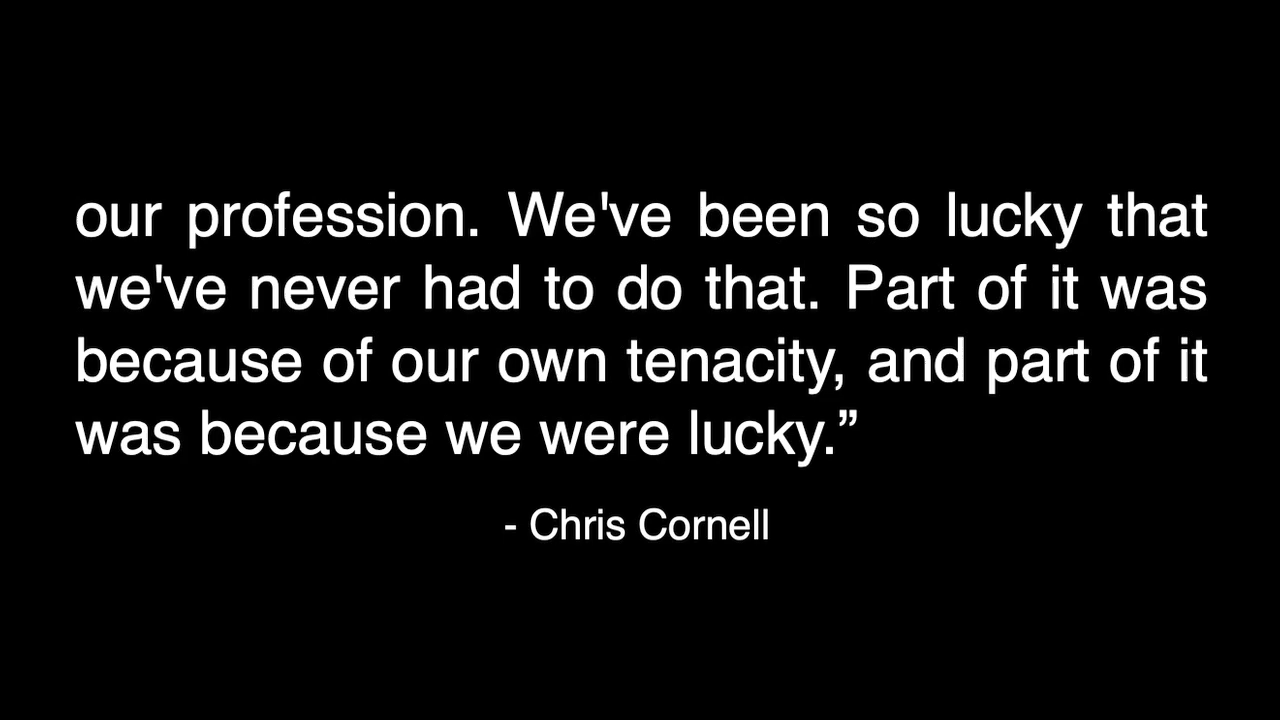 our profession. We've been so lucky that
we've never had to do that. Part of it was
because of our own tenacity, and part of it
was because we were lucky.”
- Chris Cornell